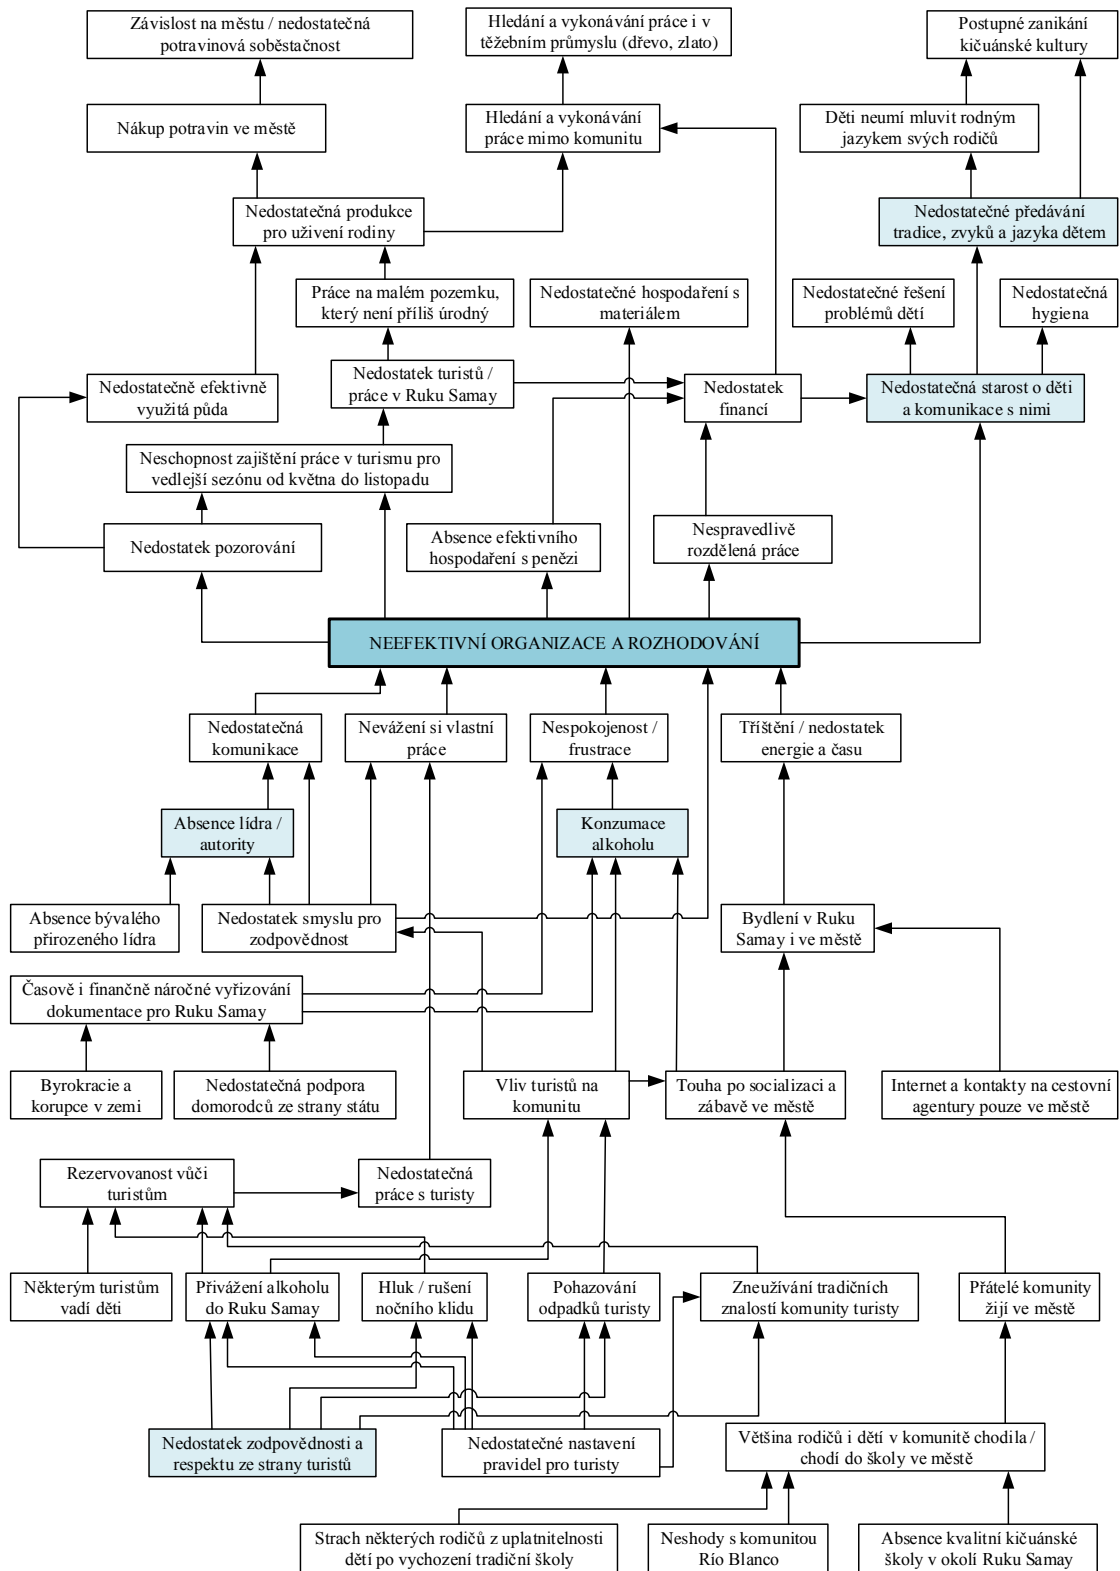 Závislost na městu / nedostatečná
potravinová soběstačnost
Hledání a vykonávání práce i v
těžebním průmyslu (dřevo, zlato)
Postupné zanikání
kičuánské kultury
Nákup potravin ve městě
Hledání a vykonávání
práce mimo komunitu
Děti neumí mluvit rodným
jazykem svých rodičů
Nedostatečná produkce
pro uživení rodiny
Nedostatečné předávání
tradice, zvyků a jazyka dětem
Práce na malém pozemku,
který není příliš úrodný
Nedostatečné hospodaření s
materiálem
Nedostatečné řešení
problémů dětí
Nedostatečná
hygiena
Nedostatečně efektivně
využitá půda
Nedostatek turistů /
práce v Ruku Samay
Nedostatek
financí
Nedostatečná starost o děti
a komunikace s nimi
Neschopnost zajištění práce v turismu pro
vedlejší sezónu od května do listopadu
Nedostatek pozorování
Absence efektivního
hospodaření s penězi
Nespravedlivě
rozdělená práce
NEEFEKTIVNÍ ORGANIZACE A ROZHODOVÁNÍ
Nedostatečná
komunikace
Nevážení si vlastní
práce
Nespokojenost /
frustrace
Tříštění / nedostatek
energie a času
Absence lídra /
autority
Konzumace
alkoholu
Absence bývalého
přirozeného lídra
Nedostatek smyslu pro
zodpovědnost
Bydlení v Ruku
Samay i ve městě
Časově i finančně náročné vyřizování
dokumentace pro Ruku Samay
Byrokracie a
korupce v zemi
Nedostatečná podpora
domorodců ze strany státu
Vliv turistů na
komunitu
Touha po socializaci a
zábavě ve městě
Internet a kontakty na cestovní
agentury pouze ve městě
Rezervovanost vůči
turistům
Nedostatečná
práce s turisty
Některým turistům
vadí děti
Přivážení alkoholu
do Ruku Samay
Hluk / rušení
nočního klidu
Pohazování
odpadků turisty
Zneužívání tradičních
znalostí komunity turisty
Přátelé komunity
žijí ve městě
Nedostatek zodpovědnosti a
respektu ze strany turistů
Nedostatečné nastavení
pravidel pro turisty
Většina rodičů i dětí v komunitě chodila /
chodí do školy ve městě
Strach některých rodičů z uplatnitelnosti
dětí po vychození tradiční školy
Neshody s komunitou
Río Blanco
Absence kvalitní kičuánské
školy v okolí Ruku Samay